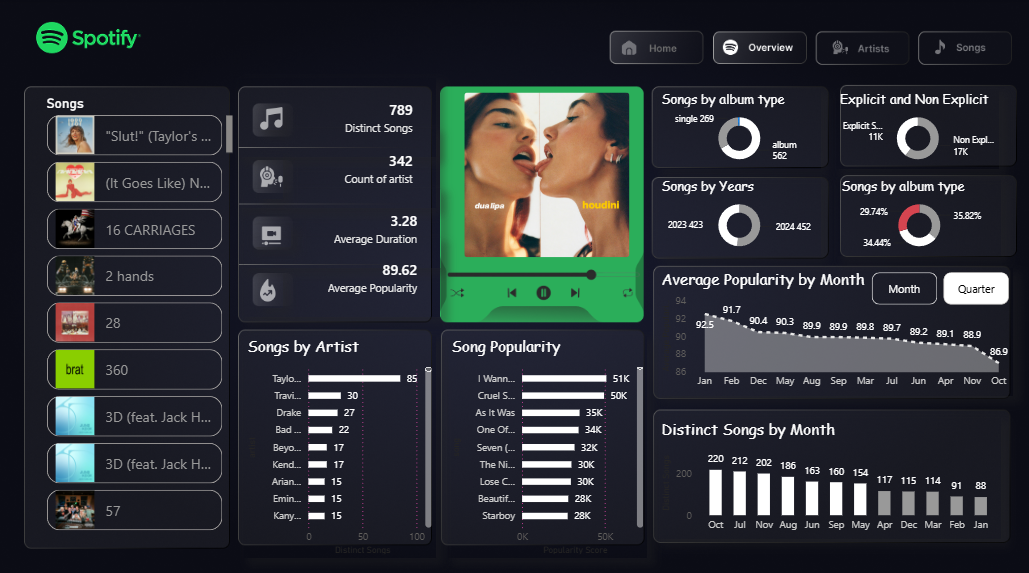 Spotify
Home
Overview
Artists
Songs
Songs
"Slut!" (Taylor's ...
(It Goes Like) N...
16 CARRIAGES
2 hands
28
360
brat
3D (feat. Jack H...
3D (feat. Jack H...
57
789
Distinct Songs
342
Count of artist
3.28
Average Duration
89.62
Average Popularity
dua lipa
houdini
Songs by album type
single 269
album
562
Explicit and Non Explicit
Explicit S...
11K
Non Expl...
17K
Songs by Years
2023 423
2024 452
Songs by album type
29.74%
35.82%
34.44%
Average Popularity by Month
Month
Quarter
94
92
90
88
86
92.5
91.7
90.4
90.3
89.9
89.9
89.8
89.7
89.2
89.1
88.9
86.9
Jan
Feb
Dec
May
Aug
Sep
Mar
Jul
Jun
Apr
Nov
Oct
Songs by Artist
Taylo...
85
Travi...
30
Drake
27
Bad ...
22
Beyo...
17
Kend...
17
Arian...
15
Emin...
15
Kany...
15
0
50
100
Distinct Songs
Song Popularity
I Wann...
51K
Cruel S...
50K
As It Was
35K
One Of...
34K
Seven (...
32K
The Ni...
30K
Lose C...
30K
Beautif...
28K
Starboy
28K
0K
50K
Popularity Score
Distinct Songs by Month
200
0
220
212
202
186
163
160
154
117
115
114
91
88
Oct
Jul
Nov
Aug
Jun
Sep
May
Apr
Dec
Mar
Feb
Jan